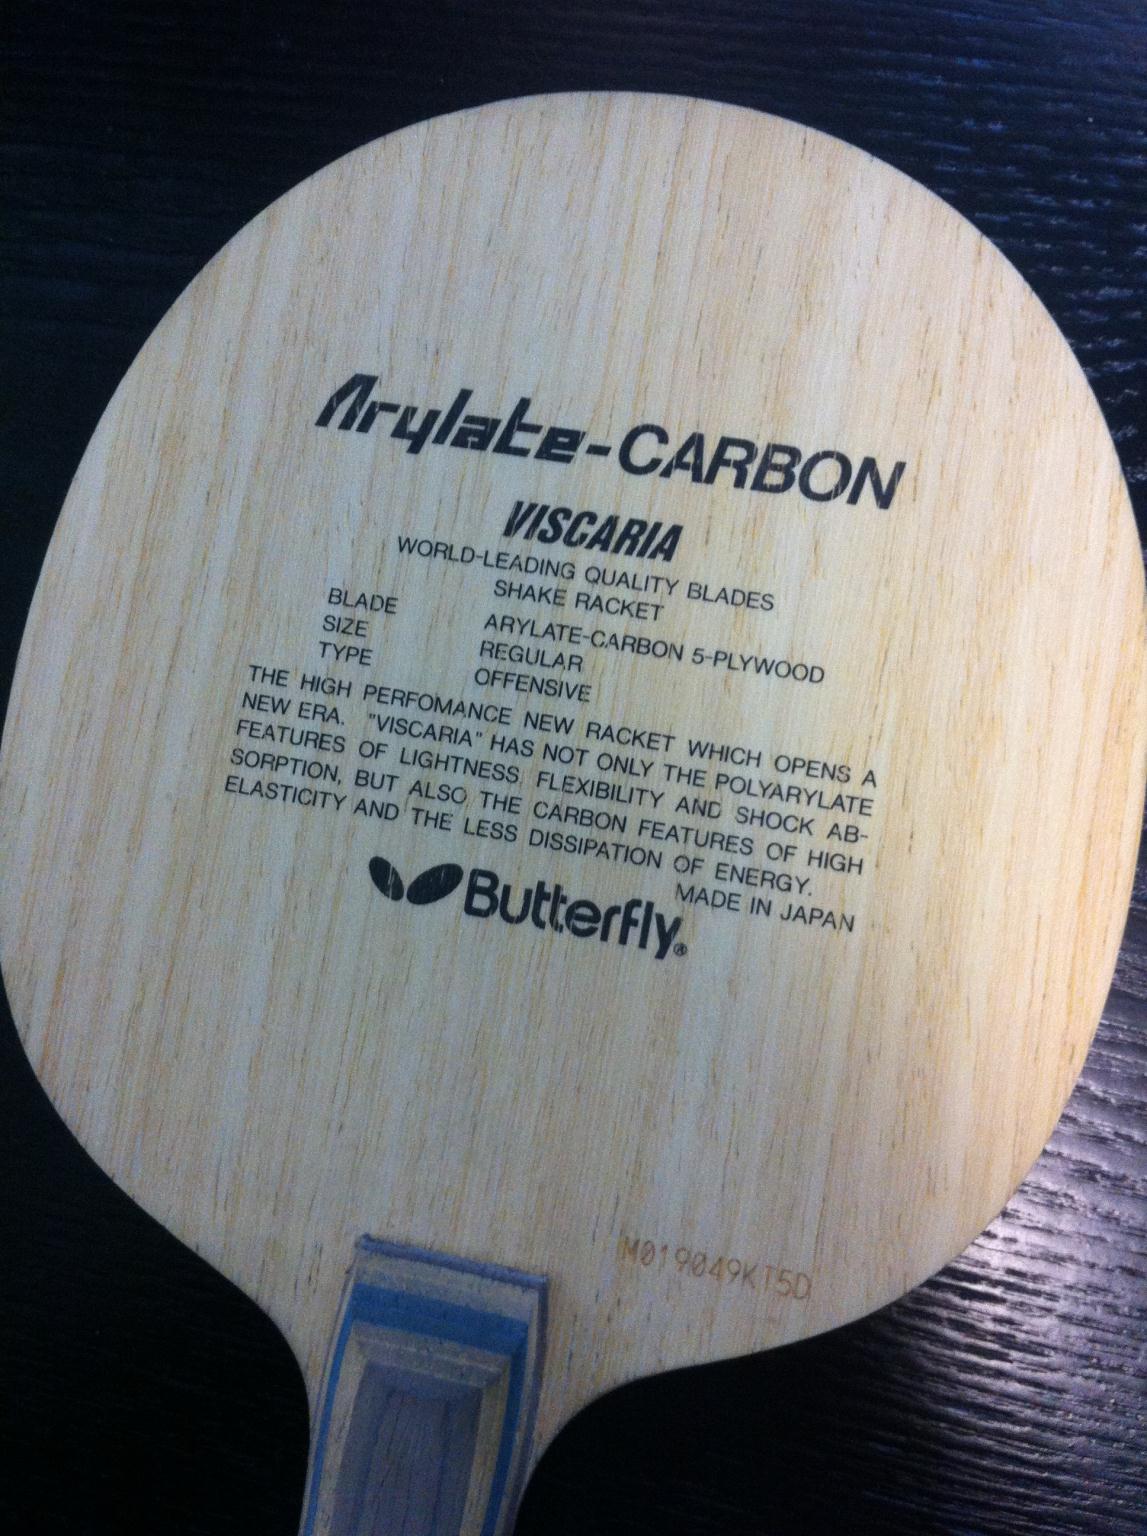 Arylate-CARBON
VISCARIA
WORLD-LEADING QUALITY BLADES
SHAKE RACKET
BLADE ARYLATE-CARBON 5-PLYWOOD
SIZE REGULAR
TYPE OFFENSIVE
THE HIGH PERFOMANCE NEW RACKET WHICH OPENS A
NEW ERA. "VISCARIA" HAS NOT ONLY THE POLYARYLATE
FEATURES OF LIGHTNESS FLEXIBILITY AND SHOCK AB-
SORPTION, BUT ALSO THE CARBON FEATURES OF HIGH
ELASTICITY AND THE LESS DISSIPATION OF ENERGY.
MADE IN JAPAN
Butterfly®
M019049KT5D